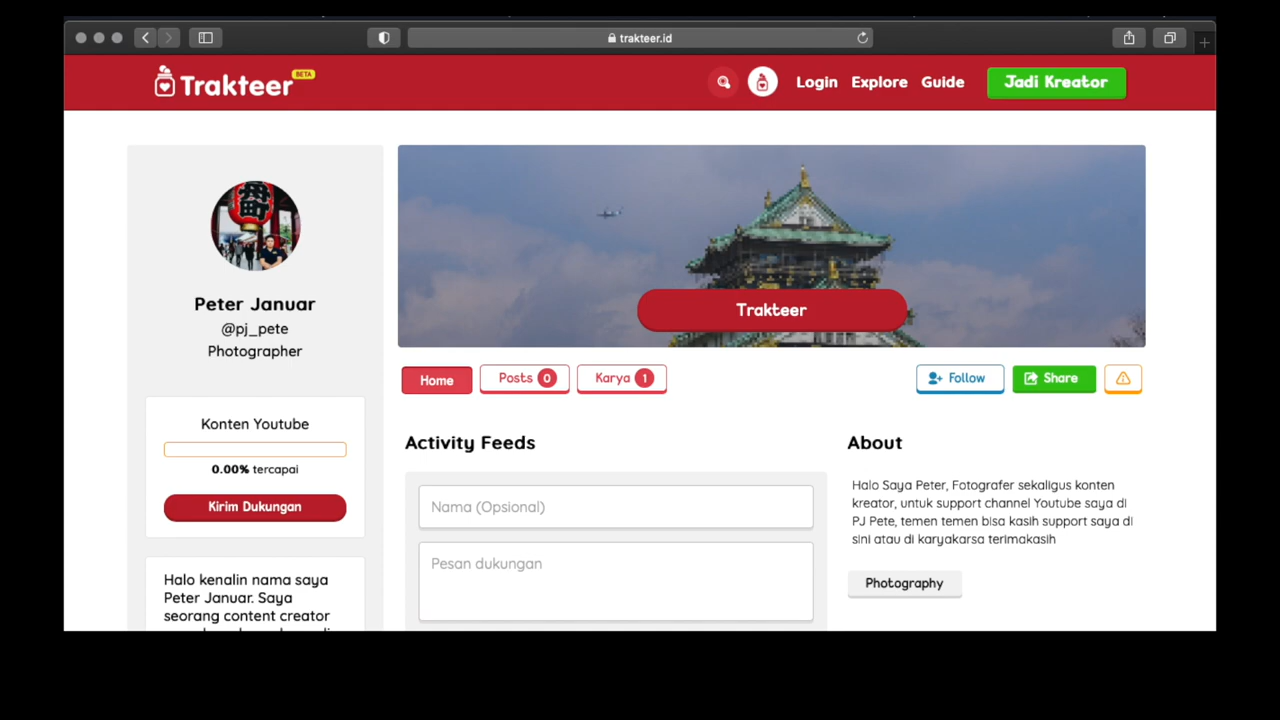 trakteer.id
Trakteer BETA
Login Explore Guide Jadi Kreator
Peter Januar
@pj_pete
Photographer
Konten Youtube
0.00% tercapai
Kirim Dukungan
Halo kenalin nama saya
Peter Januar. Saya
seorang content creator
Trakteer
Home Posts 0 Karya 1
Follow Share
Activity Feeds
Nama (Opsional)
Pesan dukungan
About
Halo Saya Peter, Fotografer sekaligus konten
kreator, untuk support channel Youtube saya di
PJ Pete, temen temen bisa kasih support saya di
sini atau di karyakarsa terimakasih
Photography